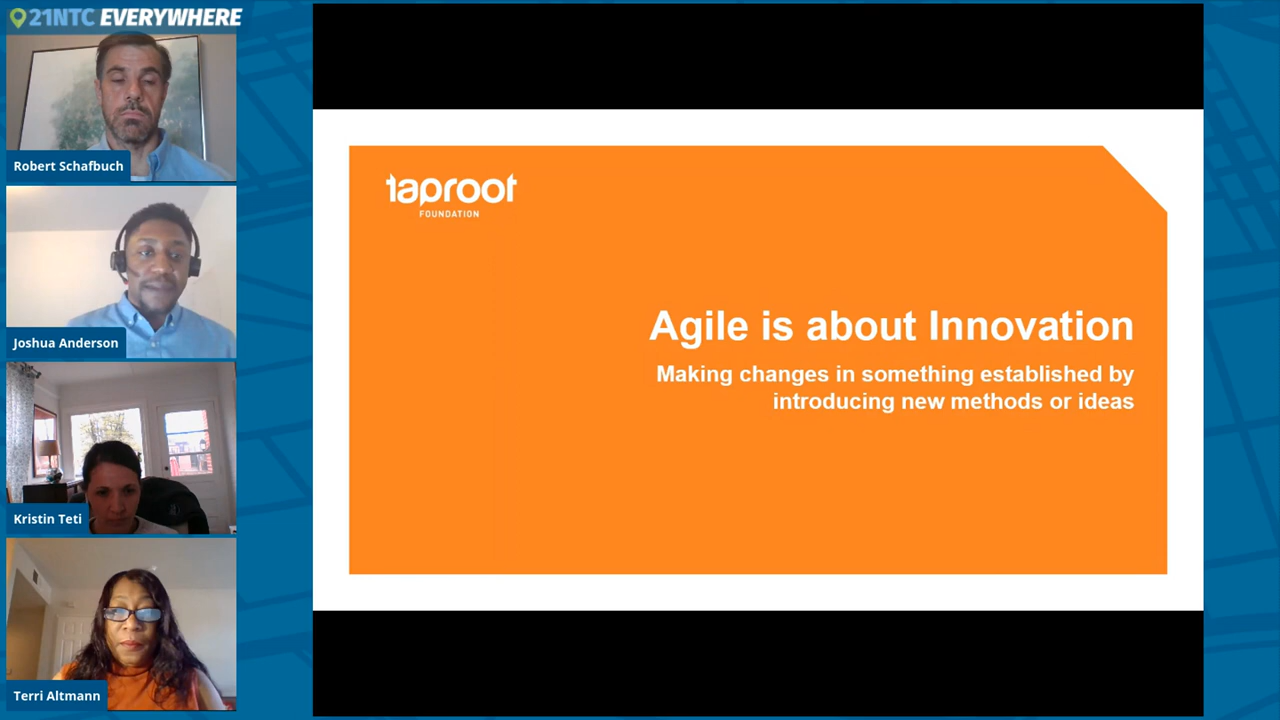 21NTC EVERYWHERE
Robert Schafbuch
Joshua Anderson
Kristin Teti
Terri Altmann
taproot
FOUNDATION
Agile is about Innovation
Making changes in something established by
introducing new methods or ideas